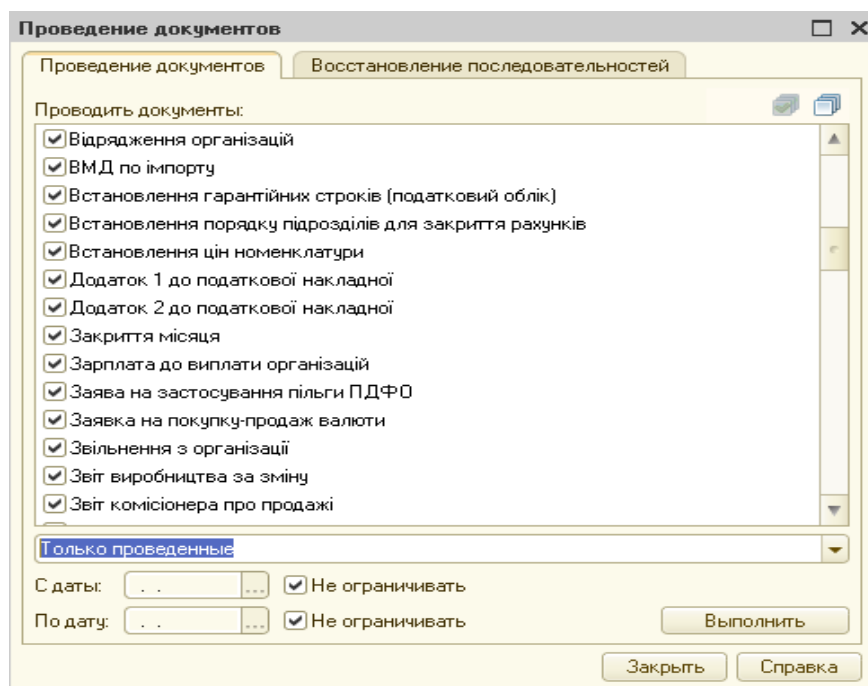 Проведение документов
Проведение документов Восстановление последовательностей
Проводить документы:
Відрядження організацій
ВМД по імпорту
Встановлення гарантійних строків (податковий облік)
Встановлення порядку підрозділів для закриття рахунків
Встановлення цін номенклатури
Додаток 1 до податкової накладної
Додаток 2 до податкової накладної
Закриття місяця
Зарплата до виплати організацій
Заява на застосування пільги ПДФО
Заявка на покупку-продаж валюти
Звільнення з організації
Звіт виробництва за зміну
Звіт комісіонера про продажі
Только проведенные
С даты: . . ... Не ограничивать
По дату: . . ... Не ограничивать Выполнить
Закрыть Справка